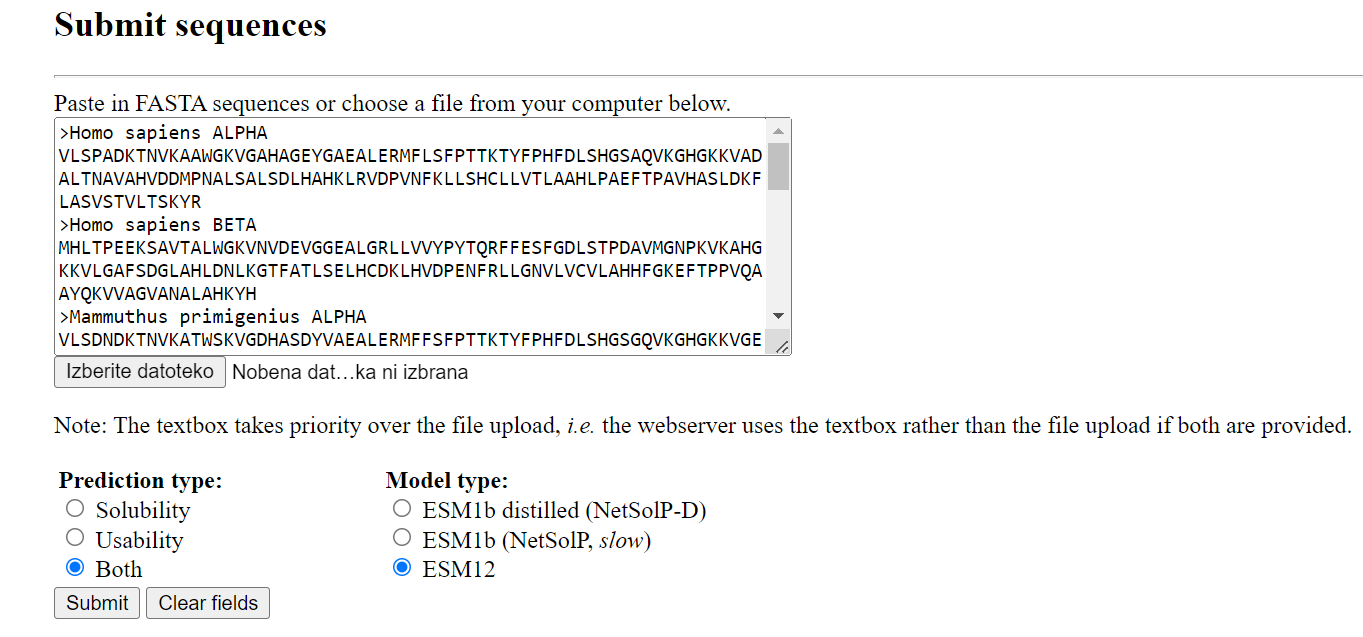 Submit sequences
Paste in FASTA sequences or choose a file from your computer below.
>Homo sapiens ALPHA
VLSPADKTNVKAAWGKVGAHAGEYGAEALERMFLSFPTTKTYFPHFDLSHGSAQVKGHGKKVAD
ALTNAVAHVDDMPNALSALSDLHAHKLRVDPVNFKLLSHCLLVTLAAHLPAEFTPAVHASLDKF
LASVSTVLTSKYR
>Homo sapiens BETA
MHLTPEEKSAVTALWGKVNVDEVGGEALGRLLVVYPYTQRFFESFGDLSTPDAVMGNPKVKAHG
KKVLGAFSDGLAHLDNLKGTFATLSELHCDKLHVDPENFRLLGNVLVCVLAHHFGKEFTPPVQA
AYQKVVAGVANALAHKYH
>Mammuthus primigenius ALPHA
VLSDNDKTNVKATWSKVGDHASDYVAEALERMFFSFPTTKTYFPHFDLSHGSGQVKGHGKKVGE
Izberite datoteko Nobena dat…ka ni izbrana
Note: The textbox takes priority over the file upload, i.e. the webserver uses the textbox rather than the file upload if both are provided.
Prediction type: Model type:
Solubility ESM1b distilled (NetSolP-D)
Usability ESM1b (NetSolP, slow)
Both ESM12
Submit Clear fields